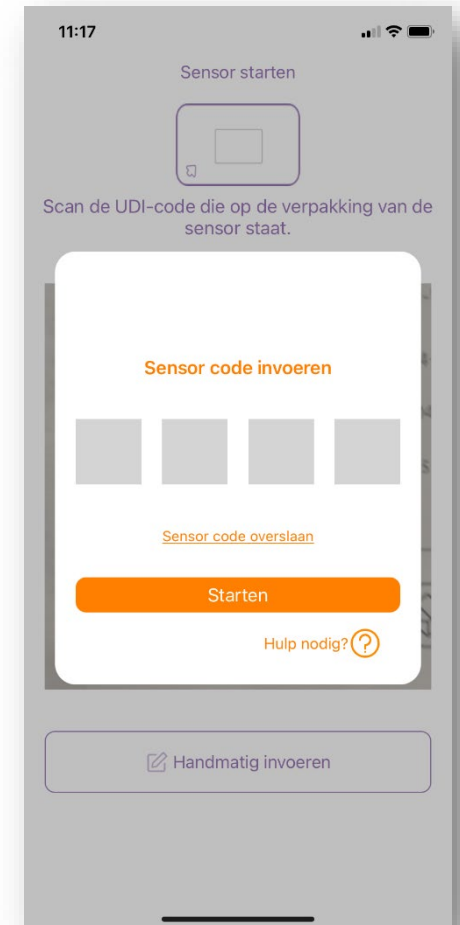 11:17
Sensor starten
Scan de UDI-code die op de verpakking van de
sensor staat.
Sensor code invoeren
Sensor code overslaan
Starten
Hulp nodig?
Handmatig invoeren